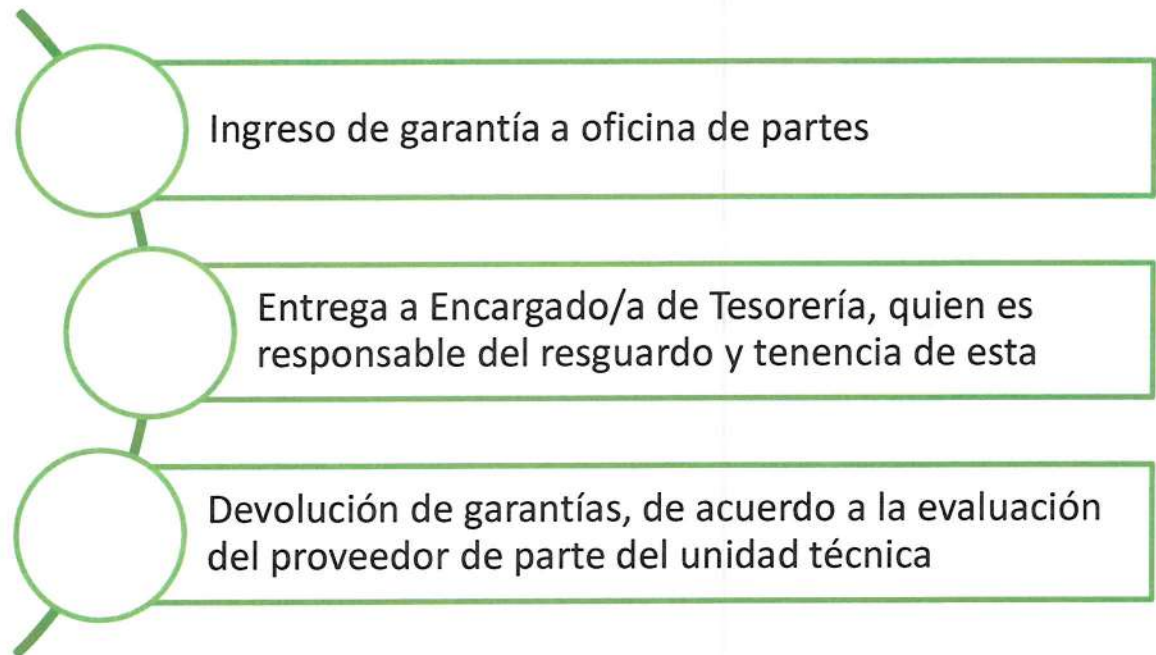 Ingreso de garantía a oficina de partes
Entrega a Encargado/a de Tesorería, quien es
responsable del resguardo y tenencia de esta
Devolución de garantías, de acuerdo a la evaluación
del proveedor de parte del unidad técnica